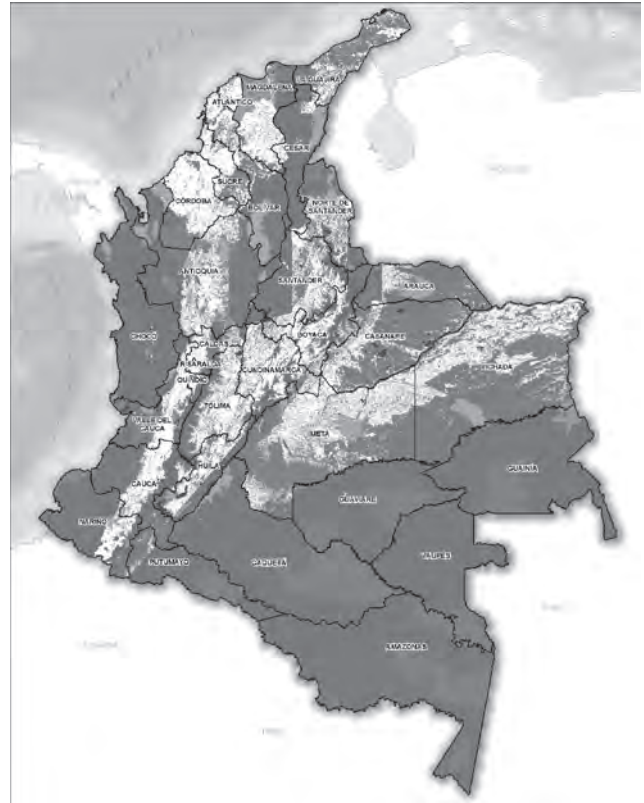 LA GUAJIRA
MAGDALENA
ATLÁNTICO
CESAR
SUCRE
CÓRDOBA
BOLÍVAR
NORTE DE
SANTANDER
ANTIOQUIA
SANTANDER
ARAUCA
CHOCÓ
BOYACÁ
CASANARE
CALDAS
VICHADA
RISARALDA
CUNDINAMARCA
QUINDÍO
TOLIMA
VALLE DEL
CAUCA
META
HUILA
GUAINÍA
CAUCA
GUAVIARE
NARIÑO
PUTUMAYO
CAQUETÁ
VAUPÉS
AMAZONAS